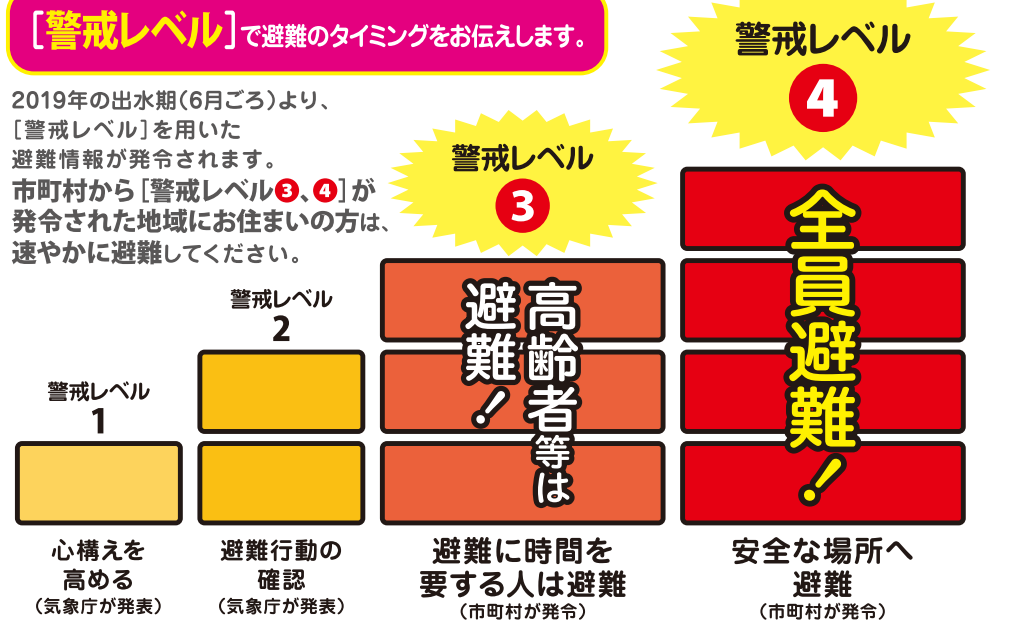 [警戒レベル]で避難のタイミングをお伝えします。
2019年の出水期(6月ごろ)より、
[警戒レベル]を用いた
避難情報が発令されます。
市町村から[警戒レベル3、4]が
発令された地域にお住まいの方は、
速やかに避難してください。
警戒レベル
1
心構えを
高める
(気象庁が発表)
警戒レベル
2
避難行動の
確認
(気象庁が発表)
警戒レベル
3
高齢者等は
避難!
避難に時間を
要する人は避難
(市町村が発令)
警戒レベル
4
全員避難!
安全な場所へ
避難
(市町村が発令)